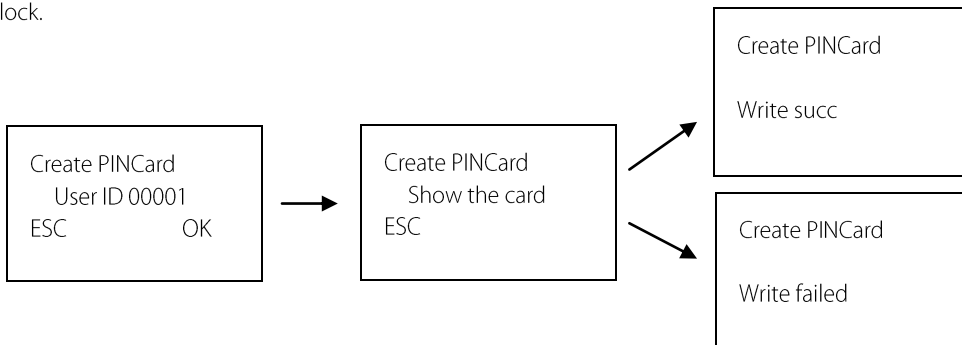 lock.
Create PINCard
User ID 00001
ESC OK
Create PINCard
Show the card
ESC
Create PINCard
Write succ
Create PINCard
Write failed